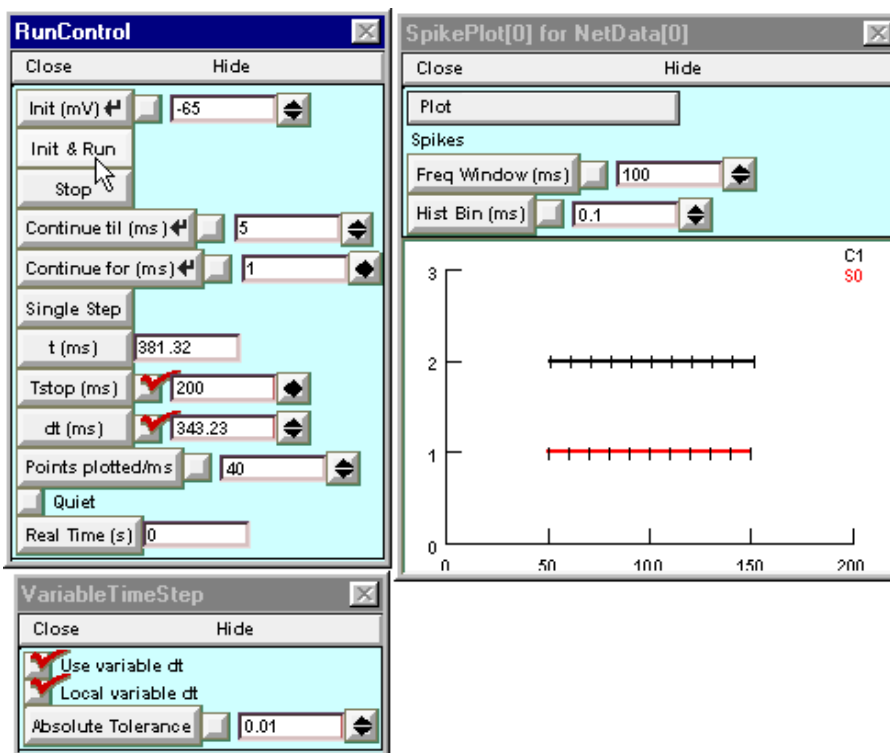 RunControl
Close Hide
Init (mV) -65
Init & Run
Stop
Continue til (ms) 5
Continue for (ms) 1
Single Step
t (ms) 381.32
Tstop (ms) 200
dt (ms) 343.23
Points plotted/ms 40
Quiet
Real Time (s) 0
SpikePlot[0] for NetData[0]
Close Hide
Plot
Spikes
Freq Window (ms) 100
Hist Bin (ms) 0.1
C1
S0
3
2
1
0
0 50 100 150 200
VariableTimeStep
Close Hide
Use variable dt
Local variable dt
Absolute Tolerance 0.01